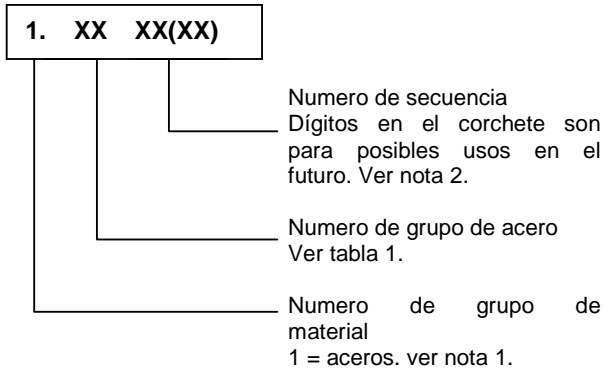 1. XX XX(XX)
Numero de secuencia
Dígitos en el corchete son
para posibles usos en el
futuro. Ver nota 2.
Numero de grupo de acero
Ver tabla 1.
Numero de grupo de
material
1 = aceros. ver nota 1.